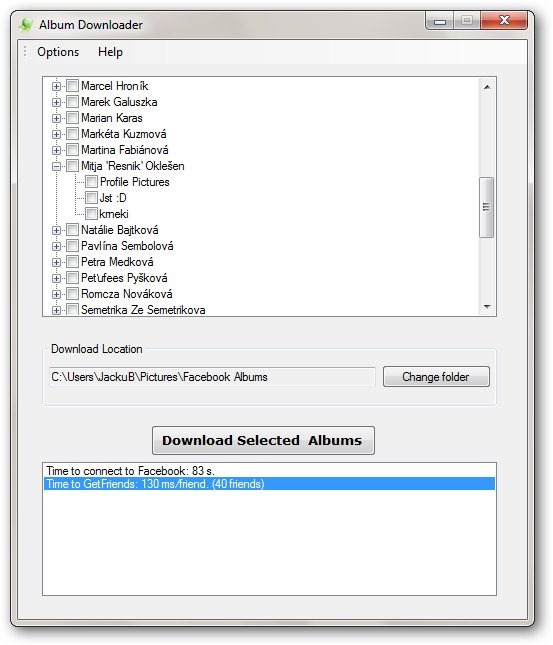 Album Downloader
Options Help
Marcel Hroník
Marek Galuszka
Marian Karas
Markéta Kuzmová
Martina Fabiánová
Mitja 'Resnik' Oklešen
Profile Pictures
Jst :D
krneki
Natálie Bajtková
Pavlína Sembolová
Petra Medková
Peťufees Pyšková
Romcza Nováková
Semetrika Ze Semetrikova
Download Location
C:\Users\JackuB\Pictures\Facebook Albums Change folder
Download Selected Albums
Time to connect to Facebook: 83 s.
Time to GetFriends: 130 ms/friend. (40 friends)